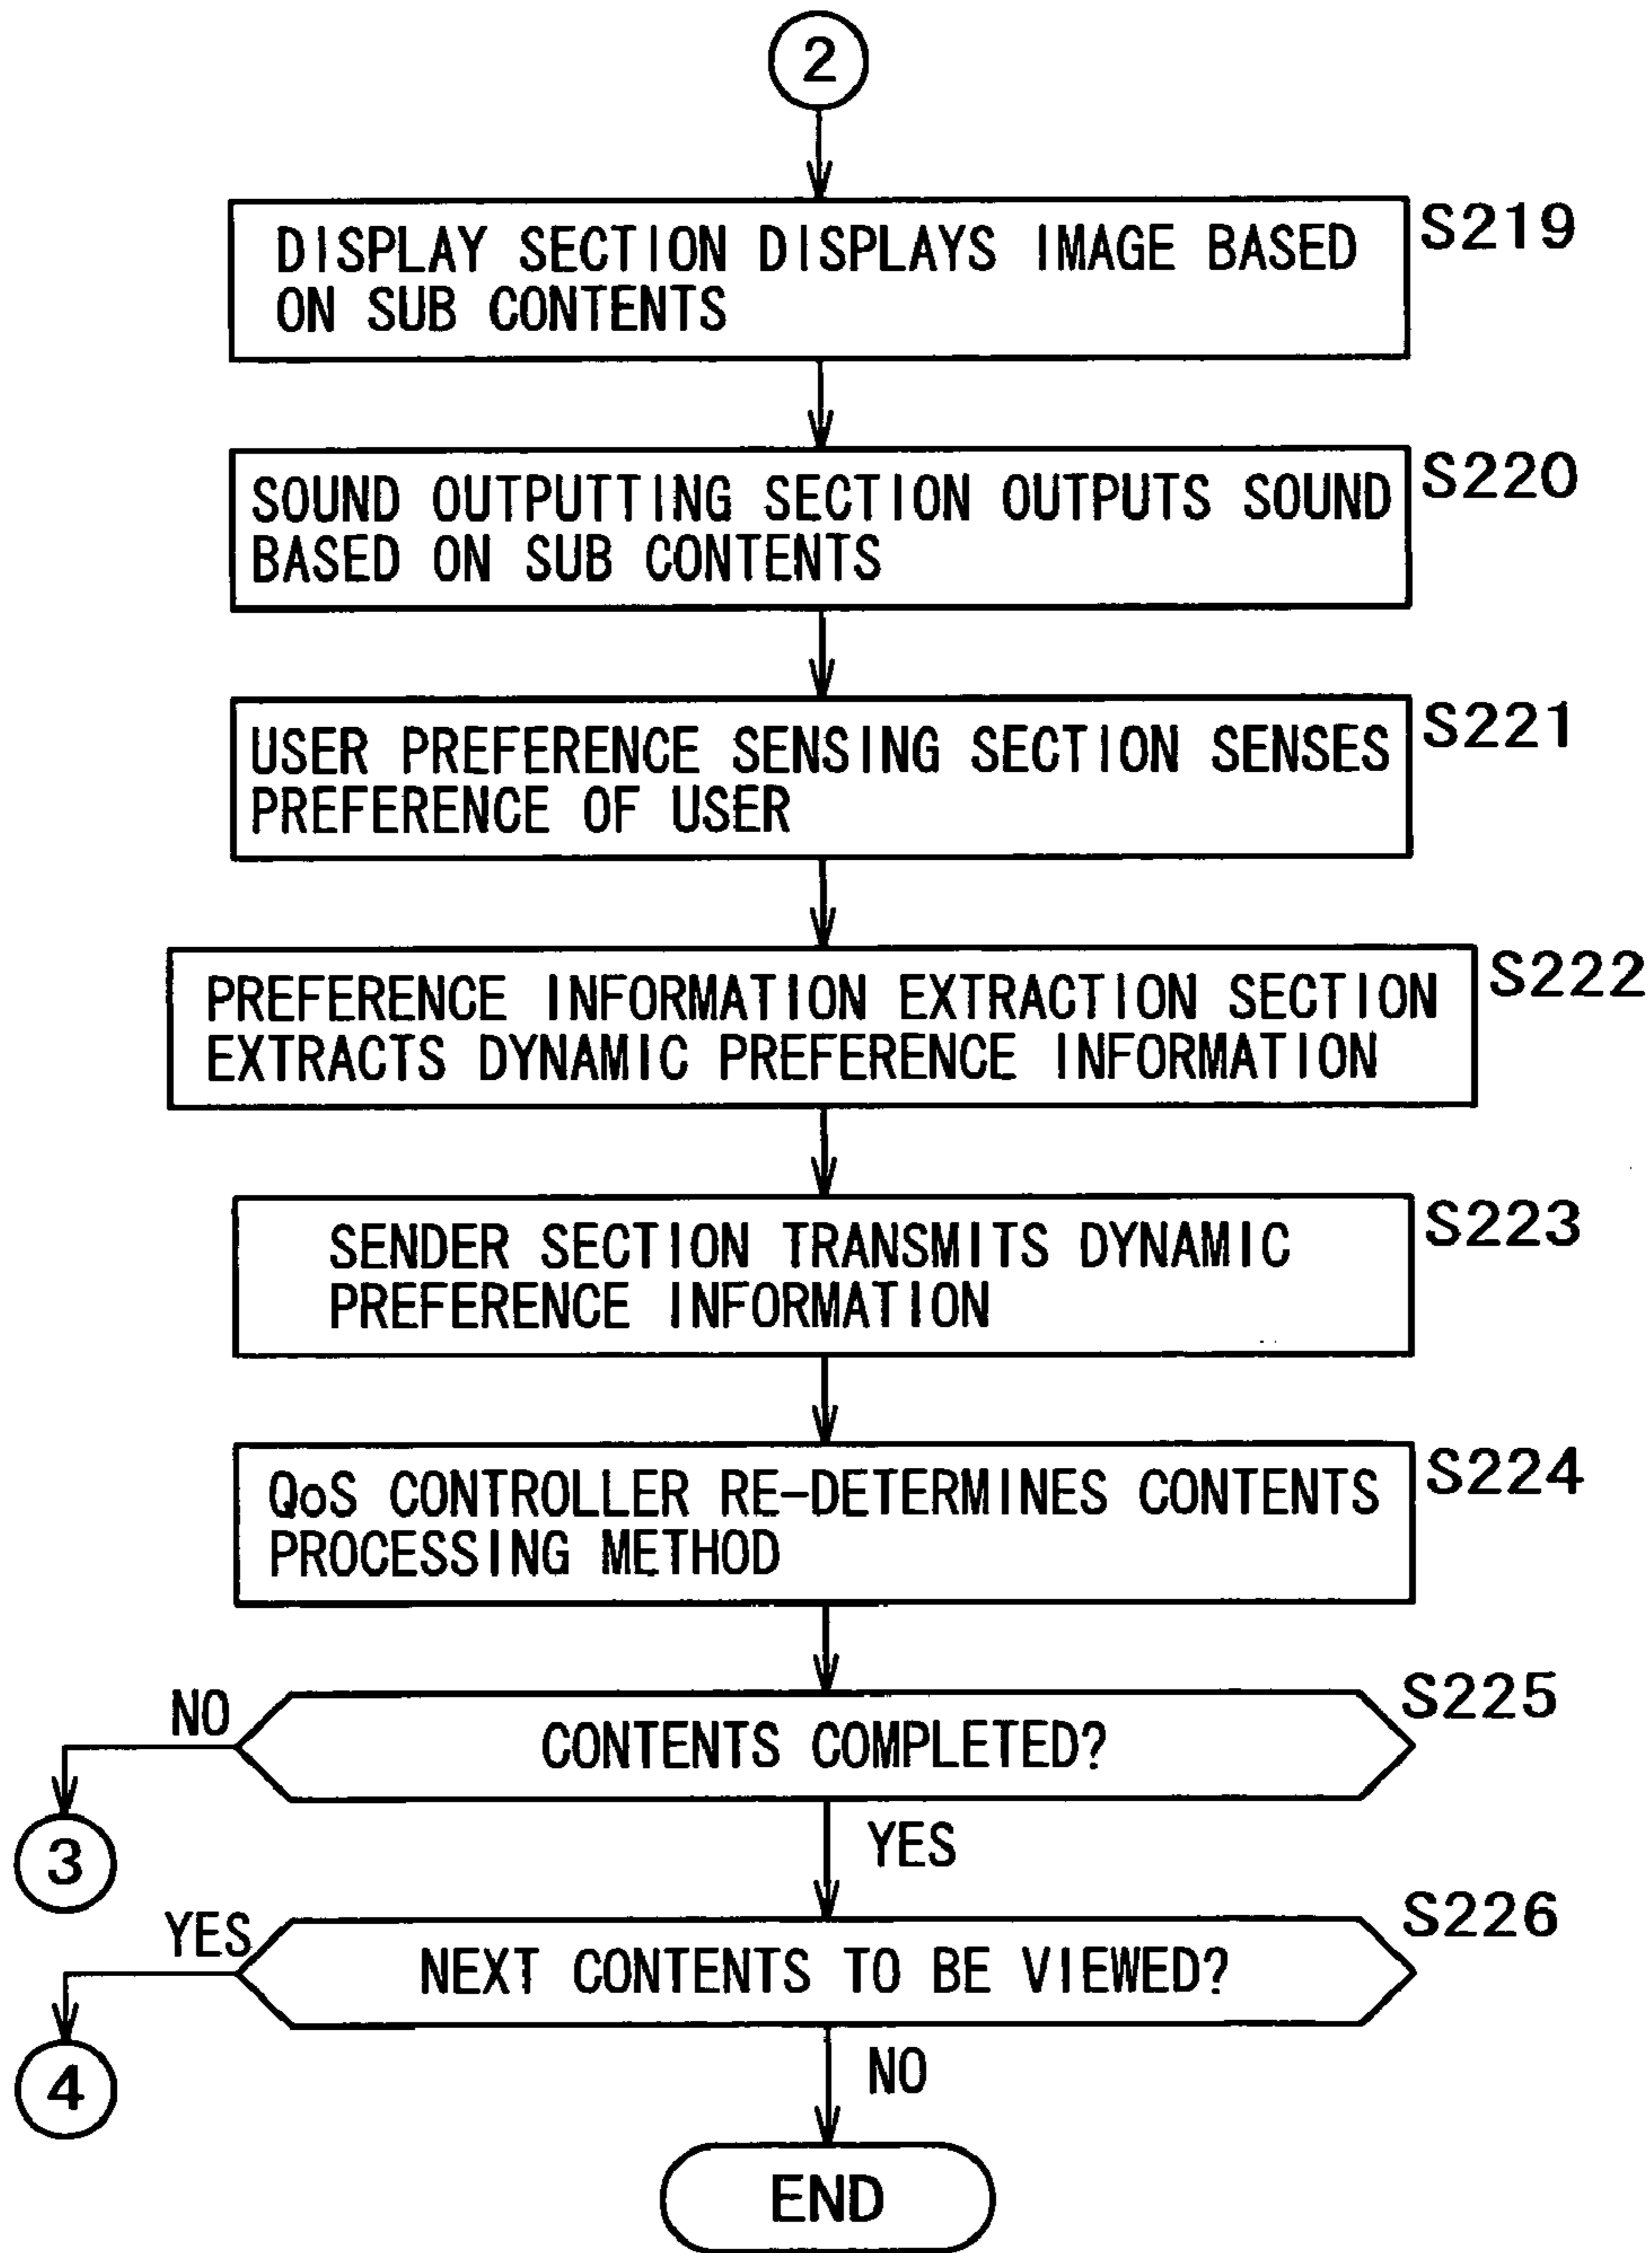 2
DISPLAY SECTION DISPLAYS IMAGE BASED
ON SUB CONTENTS
S219
SOUND OUTPUTTING SECTION OUTPUTS SOUND
BASED ON SUB CONTENTS
S220
USER PREFERENCE SENSING SECTION SENSES
PREFERENCE OF USER
S221
PREFERENCE INFORMATION EXTRACTION SECTION
EXTRACTS DYNAMIC PREFERENCE INFORMATION
S222
SENDER SECTION TRANSMITS DYNAMIC
PREFERENCE INFORMATION
S223
QoS CONTROLLER RE-DETERMINES CONTENTS
PROCESSING METHOD
S224
NO
CONTENTS COMPLETED?
S225
3
YES
YES
NEXT CONTENTS TO BE VIEWED?
S226
4
NO
END